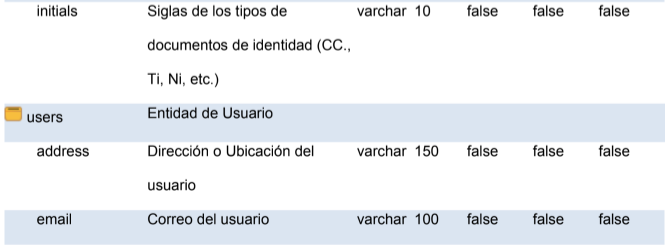 initials Siglas de los tipos de varchar 10 false false false
documentos de identidad (CC.,
Ti, Ni, etc.)
users Entidad de Usuario
address Dirección o Ubicación del varchar 150 false false false
usuario
email Correo del usuario varchar 100 false false false